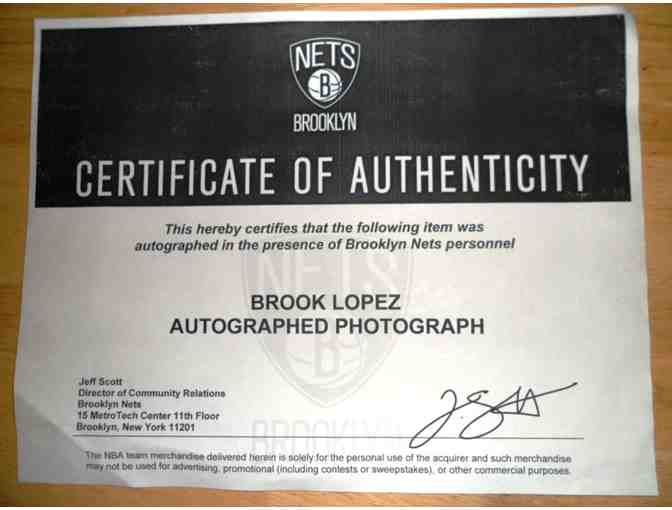 NETS
B
BROOKLYN
CERTIFICATE OF AUTHENTICITY
This hereby certifies that the following item was
autographed in the presence of Brooklyn Nets personnel
NETS
BROOK LOPEZ
AUTOGRAPHED PHOTOGRAPH
B
Jeff Scott
Director of Community Relations
Brooklyn Nets
15 MetroTech Center 11th Floor
Brooklyn, New York 11201
J. Scott
BROOKLYN
The NBA team merchandise delivered herein is solely for the personal use of the acquirer and such merchandise
may not be used for advertising, promotional (including contests or sweepstakes), or other commercial purposes.